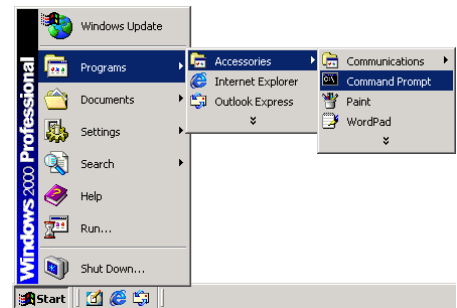 Windows 2000 Professional
Windows Update
Programs
Documents
Settings
Search
Help
Run...
Shut Down...
Accessories
Internet Explorer
Outlook Express
Communications
Command Prompt
Paint
WordPad
Start